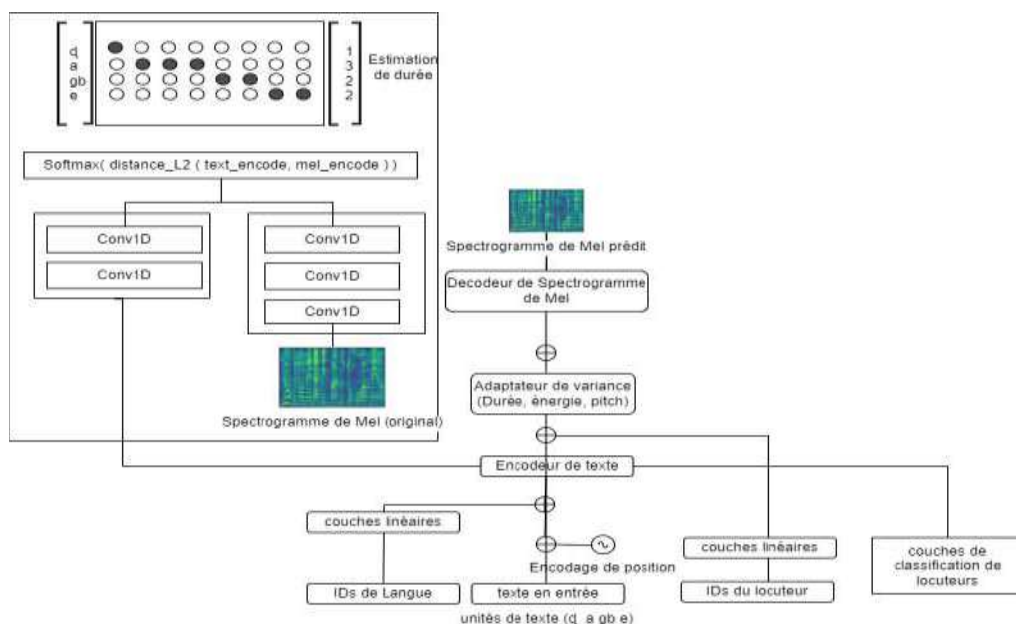 ɖ
a
gb
e
1
3
2
2
Estimation
de durée
Softmax( distance_L2 ( text_encode, mel_encode ) )
Conv1D
Conv1D
Conv1D
Conv1D
Conv1D
Spectrogramme de Mel (original)
Spectrogramme de Mel prédit
Decodeur de Spectrogramme
de Mel
Adaptateur de variance
(Durée, énergie, pitch)
Encodeur de texte
couches linéaires
Encodage de position
IDs de Langue
texte en entrée
unités de texte (ɖ a gb e)
couches linéaires
IDs du locuteur
couches de
classification de
locuteurs